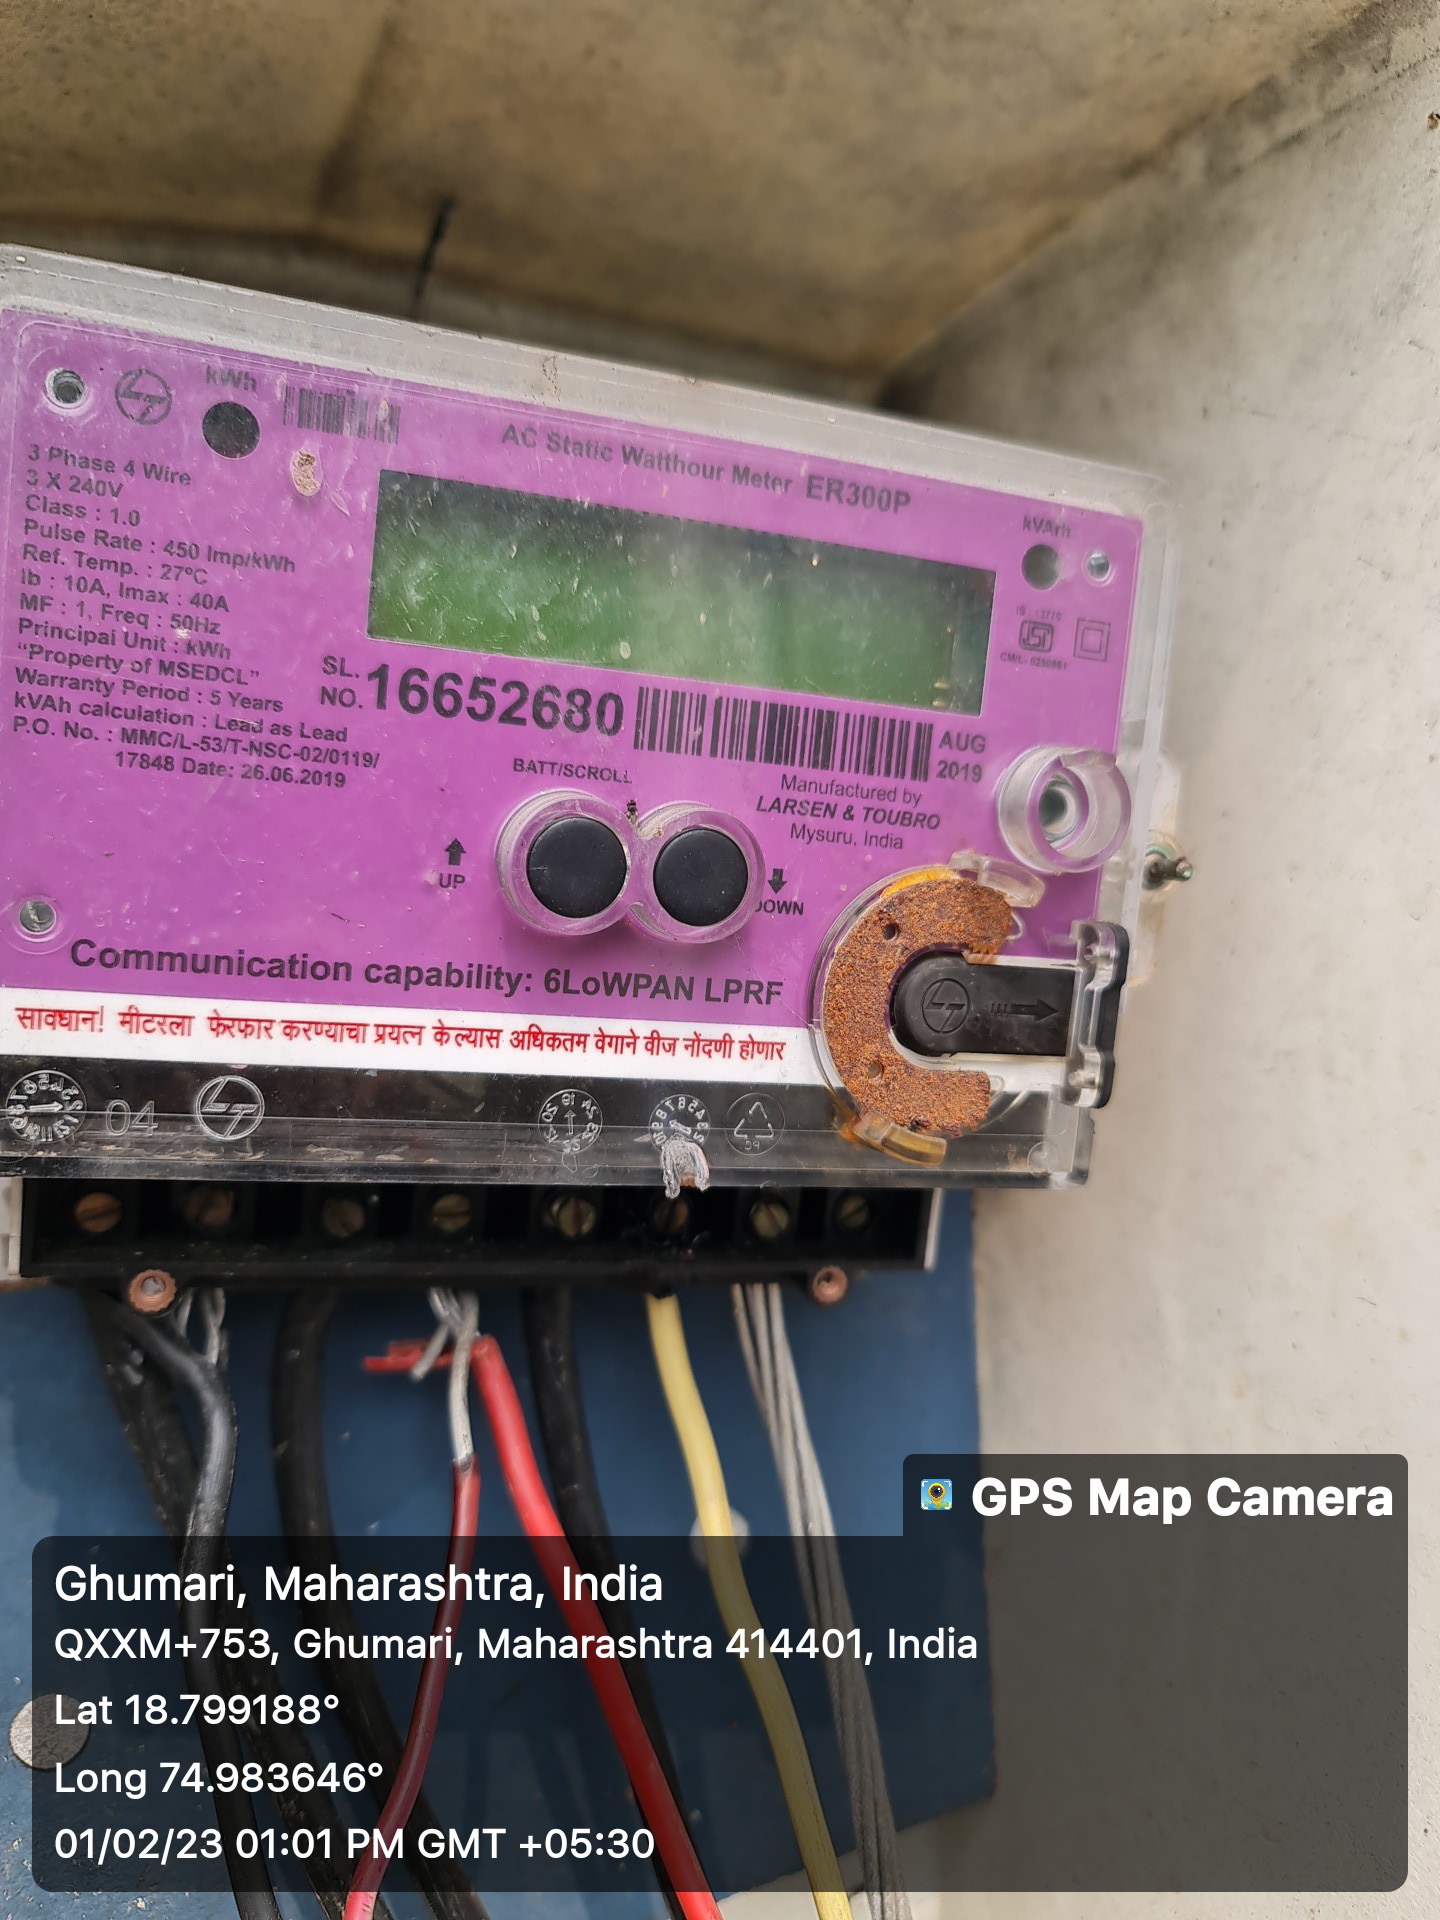 kWh
AC Static Watthour Meter ER300P
3 Phase 4 Wire
3 X 240V
Class : 1.0
Pulse Rate : 450 Imp/kWh
Ref. Temp. : 27°C
Ib : 10A, Imax : 40A
MF : 1, Freq : 50Hz
Principal Unit : kWh
“Property of MSEDCL”
Warranty Period : 5 Years
kVAh calculation : Lead as Lead
P.O. No. : MMC/L-53/T-NSC-02/0119/
17848 Date: 26.06.2019
kVArh
IS : 13779
ISI
SL.
NO. 16652680
AUG
2019
BATT/SCROLL
Manufactured by
LARSEN & TOUBRO
Mysuru, India
UP
DOWN
Communication capability: 6LoWPAN LPRF
सावधान! मीटरला फेरफार करण्याचा प्रयत्न केल्यास अधिकतम वेगाने वीज नोंदणी होणार
04
PC
GPS Map Camera
Ghumari, Maharashtra, India
QXXM+753, Ghumari, Maharashtra 414401, India
Lat 18.799188°
Long 74.983646°
01/02/23 01:01 PM GMT +05:30